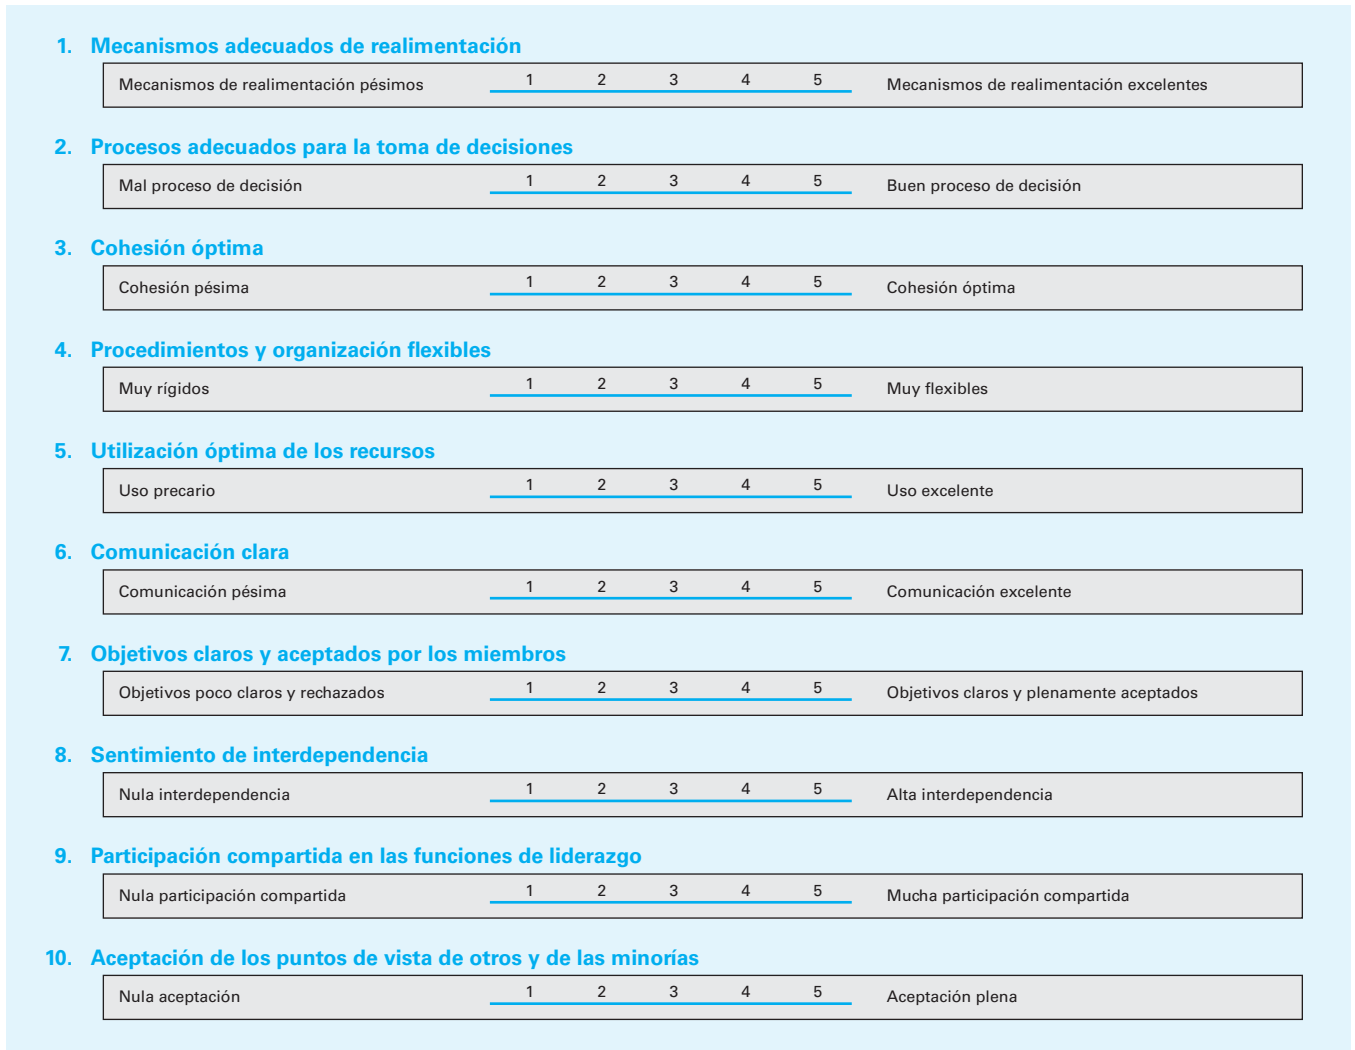 1. Mecanismos adecuados de realimentación
Mecanismos de realimentación pésimos 1 2 3 4 5 Mecanismos de realimentación excelentes
2. Procesos adecuados para la toma de decisiones
Mal proceso de decisión 1 2 3 4 5 Buen proceso de decisión
3. Cohesión óptima
Cohesión pésima 1 2 3 4 5 Cohesión óptima
4. Procedimientos y organización flexibles
Muy rígidos 1 2 3 4 5 Muy flexibles
5. Utilización óptima de los recursos
Uso precario 1 2 3 4 5 Uso excelente
6. Comunicación clara
Comunicación pésima 1 2 3 4 5 Comunicación excelente
7. Objetivos claros y aceptados por los miembros
Objetivos poco claros y rechazados 1 2 3 4 5 Objetivos claros y plenamente aceptados
8. Sentimiento de interdependencia
Nula interdependencia 1 2 3 4 5 Alta interdependencia
9. Participación compartida en las funciones de liderazgo
Nula participación compartida 1 2 3 4 5 Mucha participación compartida
10. Aceptación de los puntos de vista de otros y de las minorías
Nula aceptación 1 2 3 4 5 Aceptación plena